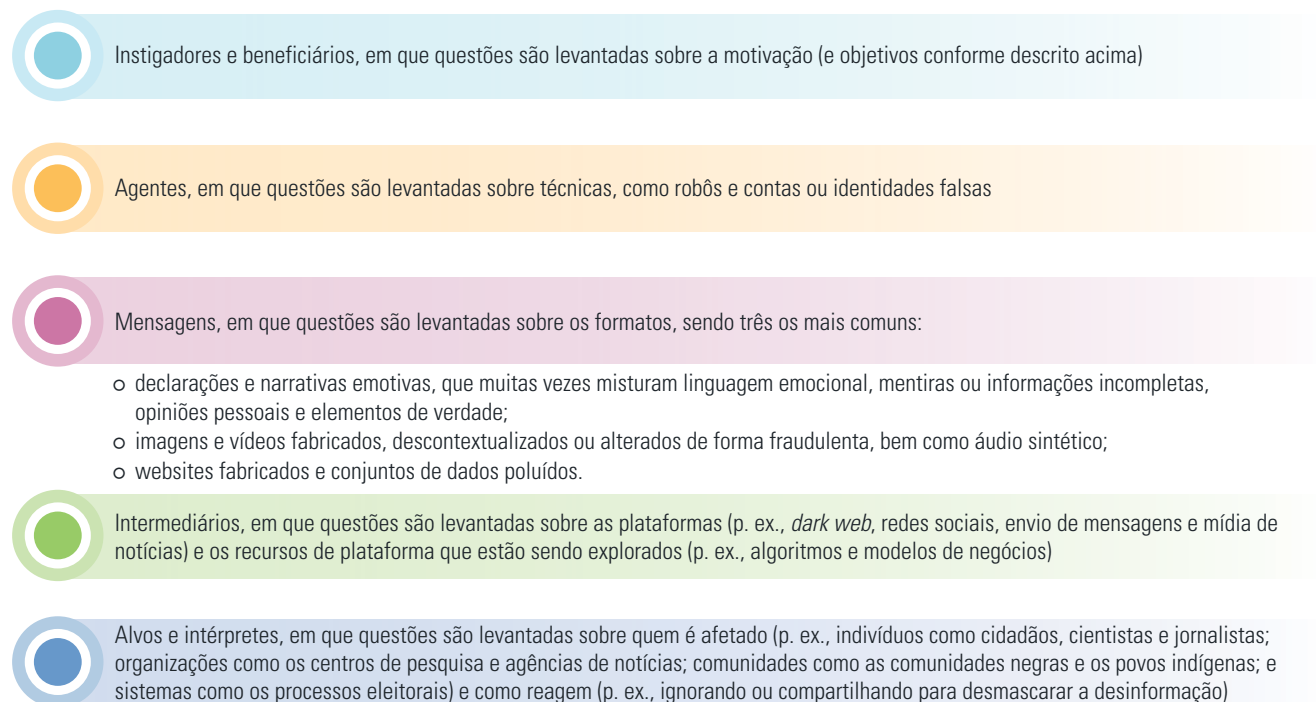 Instigadores e beneficiários, em que questões são levantadas sobre a motivação (e objetivos conforme descrito acima)
Agentes, em que questões são levantadas sobre técnicas, como robôs e contas ou identidades falsas
Mensagens, em que questões são levantadas sobre os formatos, sendo três os mais comuns:
o declarações e narrativas emotivas, que muitas vezes misturam linguagem emocional, mentiras ou informações incompletas,
opiniões pessoais e elementos de verdade;
o imagens e vídeos fabricados, descontextualizados ou alterados de forma fraudulenta, bem como áudio sintético;
o websites fabricados e conjuntos de dados poluídos.
Intermediários, em que questões são levantadas sobre as plataformas (p. ex., dark web, redes sociais, envio de mensagens e mídia de
notícias) e os recursos de plataforma que estão sendo explorados (p. ex., algoritmos e modelos de negócios)
Alvos e intérpretes, em que questões são levantadas sobre quem é afetado (p. ex., indivíduos como cidadãos, cientistas e jornalistas;
organizações como os centros de pesquisa e agências de notícias; comunidades como as comunidades negras e os povos indígenas; e
sistemas como os processos eleitorais) e como reagem (p. ex., ignorando ou compartilhando para desmascarar a desinformação)